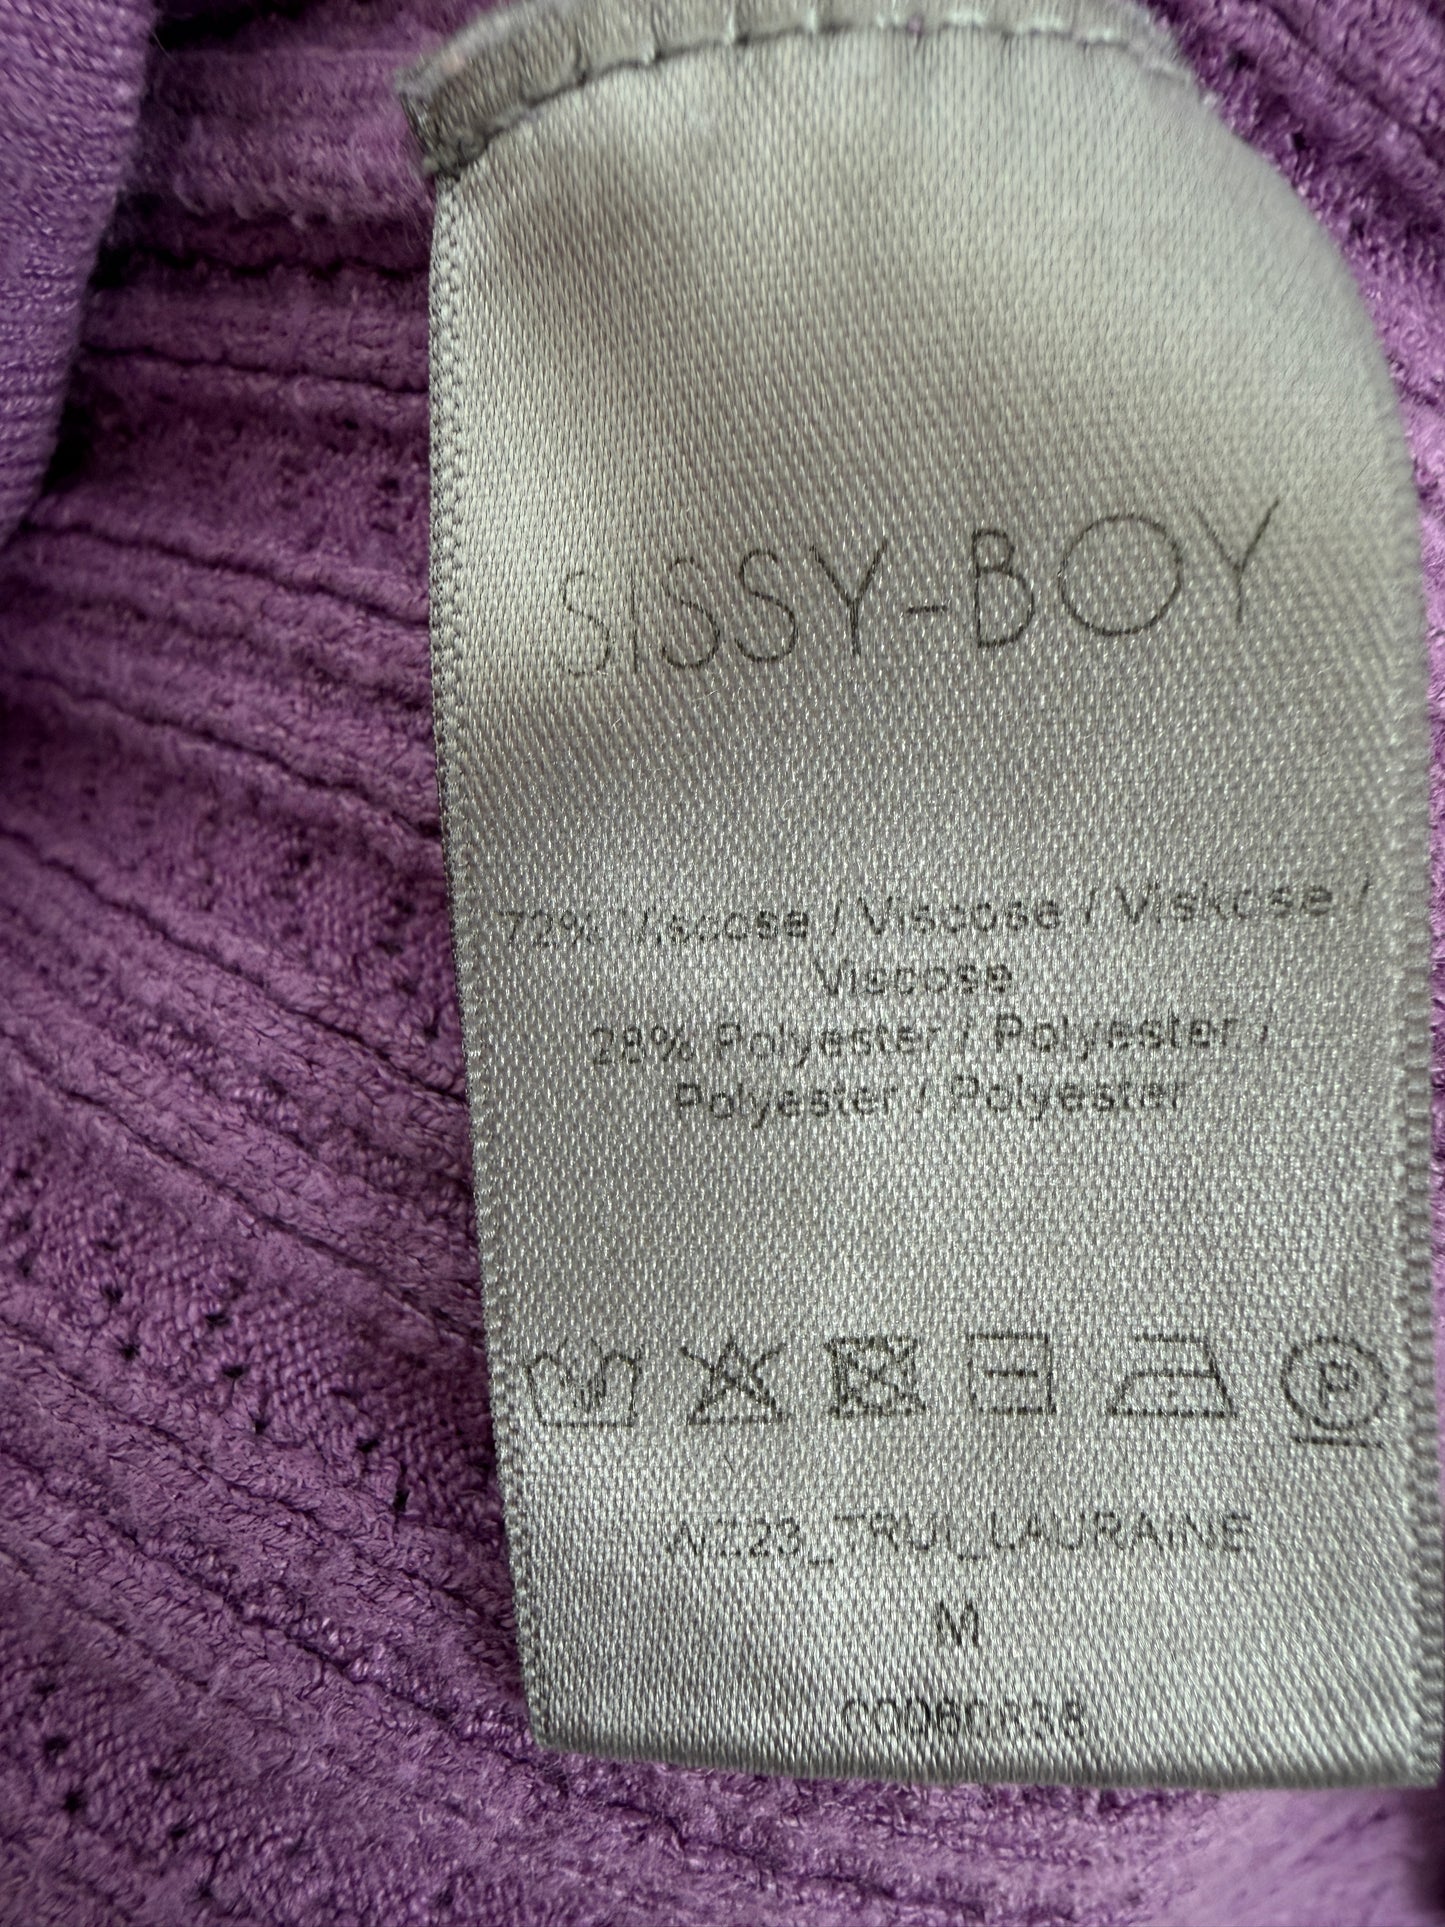 SISSY-BOY
72% Viscose / Viscose / Viskose /
Viscose
28% Polyester / Polyester /
Polyester / Polyester
P
M